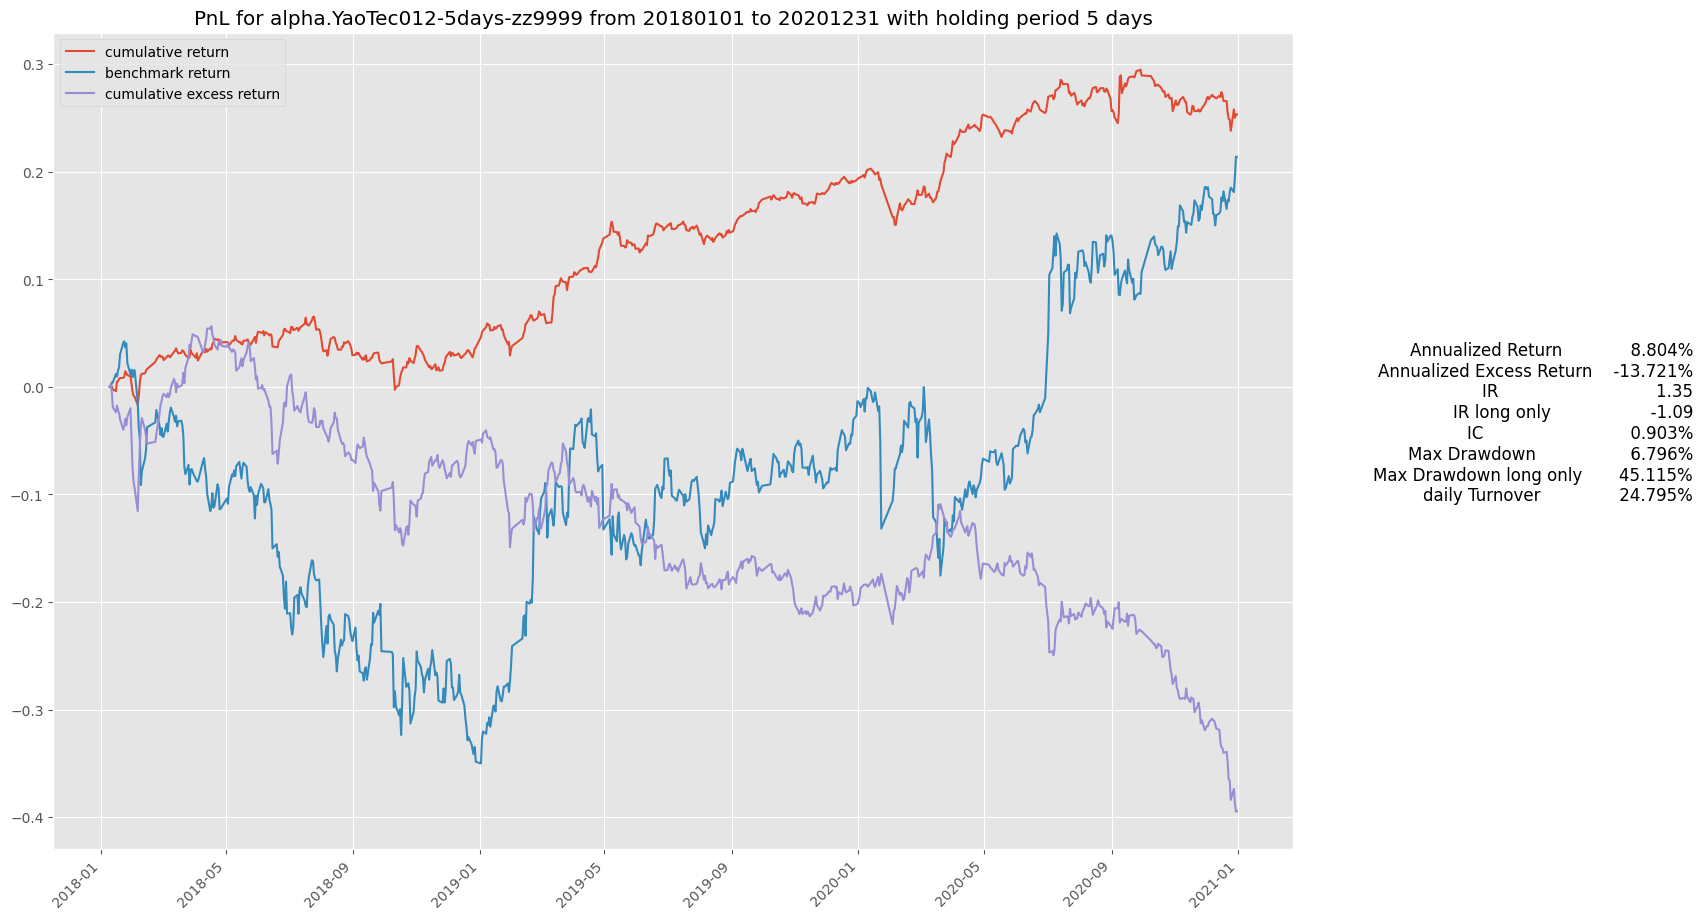 PnL for alpha.YaoTec012-5days-zz9999 from 20180101 to 20201231 with holding period 5 days
cumulative return
benchmark return
cumulative excess return
0.3
0.2
0.1
0.0
−0.1
−0.2
−0.3
−0.4
2018-01
2018-05
2018-09
2019-01
2019-05
2019-09
2020-01
2020-05
2020-09
2021-01
Annualized Return 8.804%
Annualized Excess Return -13.721%
IR 1.35
IR long only -1.09
IC 0.903%
Max Drawdown 6.796%
Max Drawdown long only 45.115%
daily Turnover 24.795%